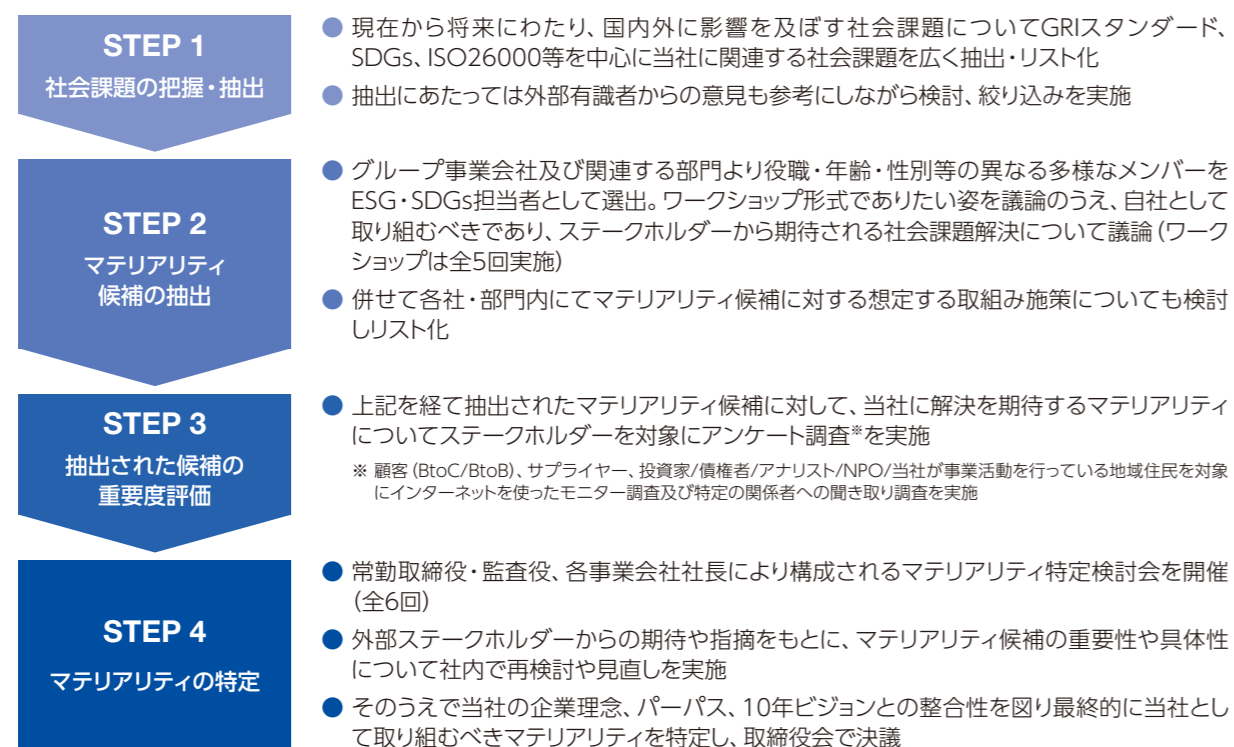 STEP 1
社会課題の把握・抽出
● 現在から将来にわたり、国内外に影響を及ぼす社会課題についてGRIスタンダード、
SDGs、ISO26000等を中心に当社に関連する社会課題を広く抽出・リスト化
● 抽出にあたっては外部有識者からの意見も参考にしながら検討、絞り込みを実施
STEP 2
マテリアリティ
候補の抽出
● グループ事業会社及び関連する部門より役職・年齢・性別等の異なる多様なメンバーを
ESG・SDGs担当者として選出。ワークショップ形式でありたい姿を議論のうえ、自社として
取り組むべきであり、ステークホルダーから期待される社会課題解決について議論（ワーク
ショップは全5回実施）
● 併せて各社・部門内にてマテリアリティ候補に対する想定する取組み施策についても検討
しリスト化
STEP 3
抽出された候補の
重要度評価
● 上記を経て抽出されたマテリアリティ候補に対して、当社に解決を期待するマテリアリティ
についてステークホルダーを対象にアンケート調査※を実施
※ 顧客（BtoC/BtoB）、サプライヤー、投資家/債権者/アナリスト/NPO/当社が事業活動を行っている地域住民を対象
にインターネットを使ったモニター調査及び特定の関係者への聞き取り調査を実施
STEP 4
マテリアリティの特定
● 常勤取締役・監査役、各事業会社社長により構成されるマテリアリティ特定検討会を開催
（全6回）
● 外部ステークホルダーからの期待や指摘をもとに、マテリアリティ候補の重要性や具体性
について社内で再検討や見直しを実施
● そのうえで当社の企業理念、パーパス、10年ビジョンとの整合性を図り最終的に当社とし
て取り組むべきマテリアリティを特定し、取締役会で決議